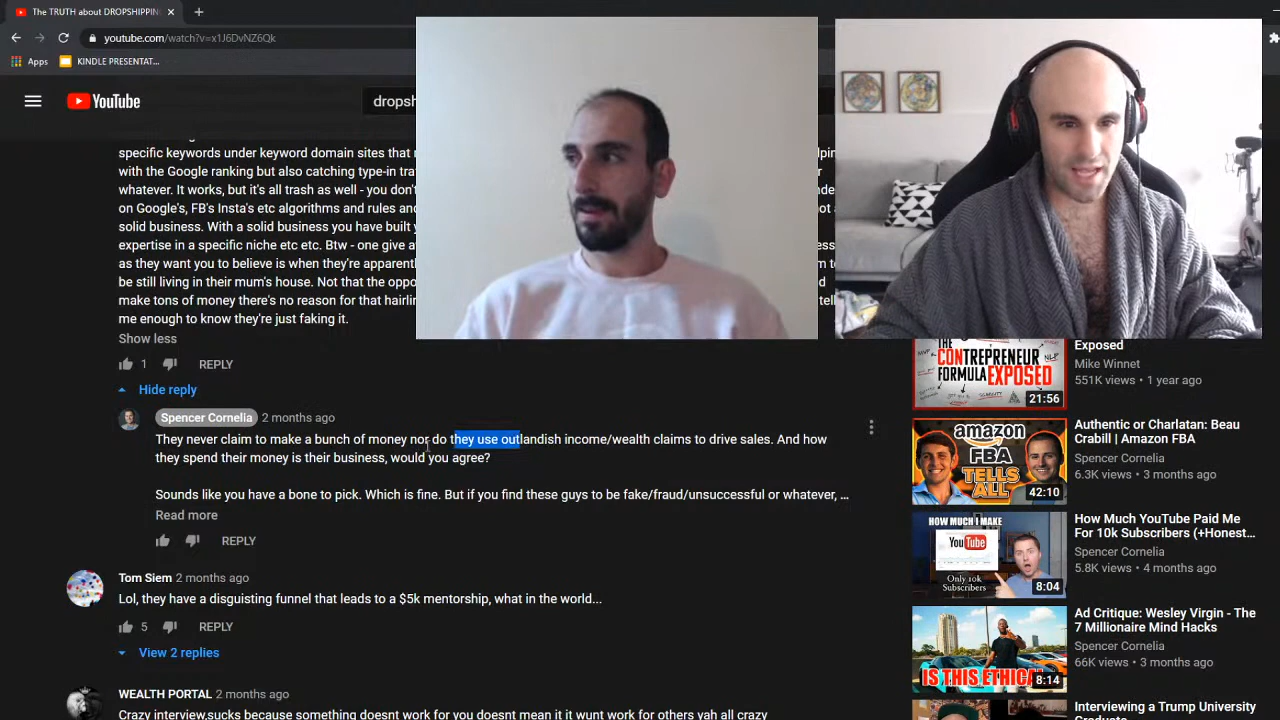 The TRUTH about DROPSHIPPIN
youtube.com/watch?v=x1J6DvNZ6Qk
Apps
KINDLE PRESENTAT...
YouTube
dropsh
specific keywords under keyword domain sites that
with the Google ranking but also catching type-in
whatever. It works, but it's all trash as well - you don't
on Google's, FB's Insta's etc algorithms and rules and
solid business. With a solid business you have built
expertise in a specific niche etc etc. Btw - one give
as they want you to believe is when they're
he still living in their mum's house. Not that the
make tons of money there's no reason for that
me enough to know they're just faking it.
Show less
1
REPLY
Hide reply
Spencer Cornelia 2 months ago
They never claim to make a bunch of money nor do they use outlandish income/wealth claims to drive sales. And how
they spend their money is their business, would you agree?
Sounds like you have an axe to pick. Which is fine. But if you find these guys to be fake/fraud/unsuccessful or whatever, ...
Read more
REPLY
Tom Siem 2 months ago
Lol, they have a disgusting funnel that leads to a $5k mentorship, what in the world...
5
REPLY
View 2 replies
WEALTH PORTAL 2 months ago
Crazy interview,sucks because something doesnt work for you doesnt mean it it wunt work for others yah all crazy
THE
CONTREPRENEUR
FORMULA EXPOSED
MVP
NLP
21:56
Exposed
Mike Winnet
551K views • 1 year ago
amazon
FBA
TELLS
ALL
42:10
Authentic or Charlatan: Beau
Crabill | Amazon FBA
Spencer Cornelia
6.3K views • 3 months ago
HOW MUCH I MAKE
YouTube
Only 10k
Subscribers
8:04
How Much YouTube Paid Me
For 10k Subscribers (+Honest...
Spencer Cornelia
5.8K views • 4 months ago
IS THIS ETHICA
8:14
Ad Critique: Wesley Virgin - The
7 Millionaire Mind Hacks
Spencer Cornelia
66K views • 3 months ago
Interviewing a Trump University